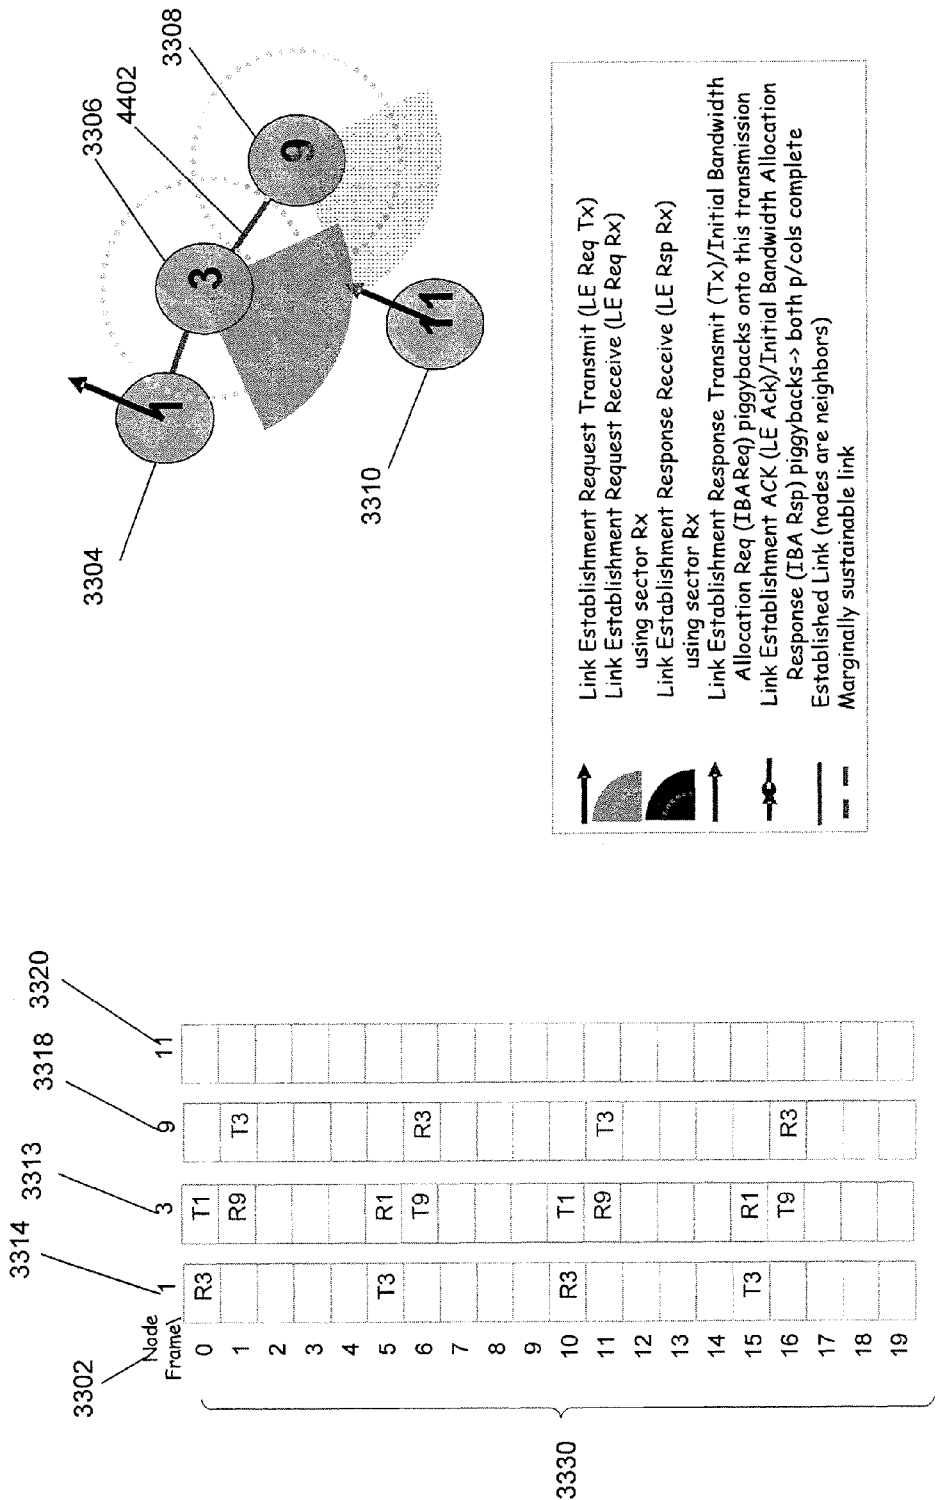 3304
3306
4402
3308
3310
1
3
9
11
Link Establishment Request Transmit (LE Req Tx)
Link Establishment Request Receive (LE Req Rx)
using sector Rx
Link Establishment Response Receive (LE Rsp Rx)
using sector Rx
Link Establishment Response Transmit (Tx)/Initial Bandwidth
Allocation Req (IBA Req) piggybacks onto this transmission
Link Establishment ACK (LE Ack)/Initial Bandwidth Allocation
Response (IBA Rsp) piggybacks-> both p/cols complete
Established Link (nodes are neighbors)
Marginally sustainable link
3302
3314
3313
3318
3320
Node 1 3 9 11
Frame\
0 R3 T1
1 R9 T3
2
3
4
5 T3 R1
6 T9 R3
7
8
9
10 R3 T1
11 R9 T3
12
13
14
15 T3 R1
16 T9 R3
17
18
19
3330